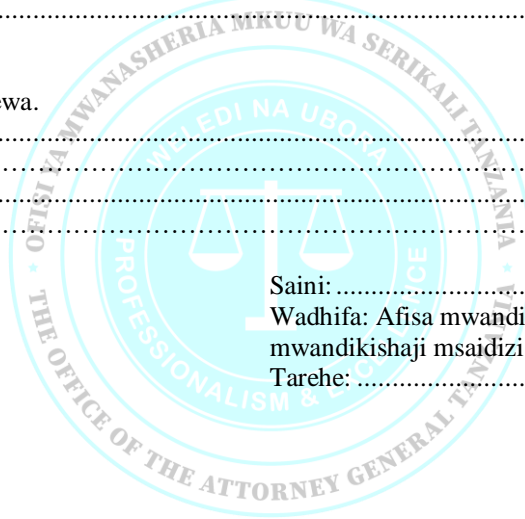 ....................................................................................
OFISI YA MWANASHERIA MKUU WA SERIKALI TANZANIA
WELEDI NA UBORA
ewa.
....................................................................................
....................................................................................
....................................................................................
....................................................................................
Saini: ...........................
Wadhifa: Afisa mwandi
mwandikishaji msaidizi
Tarehe: ........................
PROFESSIONALISM & EXCELLENCE
THE OFFICE OF THE ATTORNEY GENERAL TANZANIA